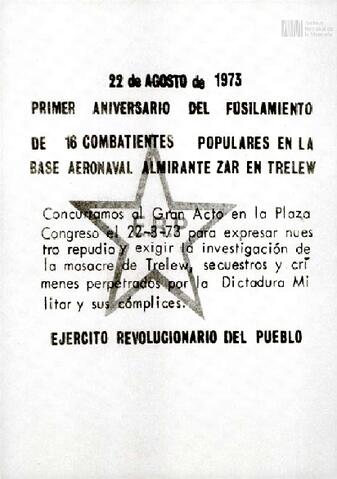 22 de AGOSTO de 1973
PRIMER ANIVERSARIO DEL FUSILAMIENTO
DE 16 COMBATIENTES POPULARES EN LA
BASE AERONAVAL ALMIRANTE ZAR EN TRELEW
ERP
Concurramos al Gran Acto en la Plaza
Congreso el 22-8-73 para expresar nues
tro repudio y exigir la investigación de
la masacre de Trelew, secuestros y crí
menes perpetrados por la Dictadura Mi
litar y sus cómplices.
EJERCITO REVOLUCIONARIO DEL PUEBLO